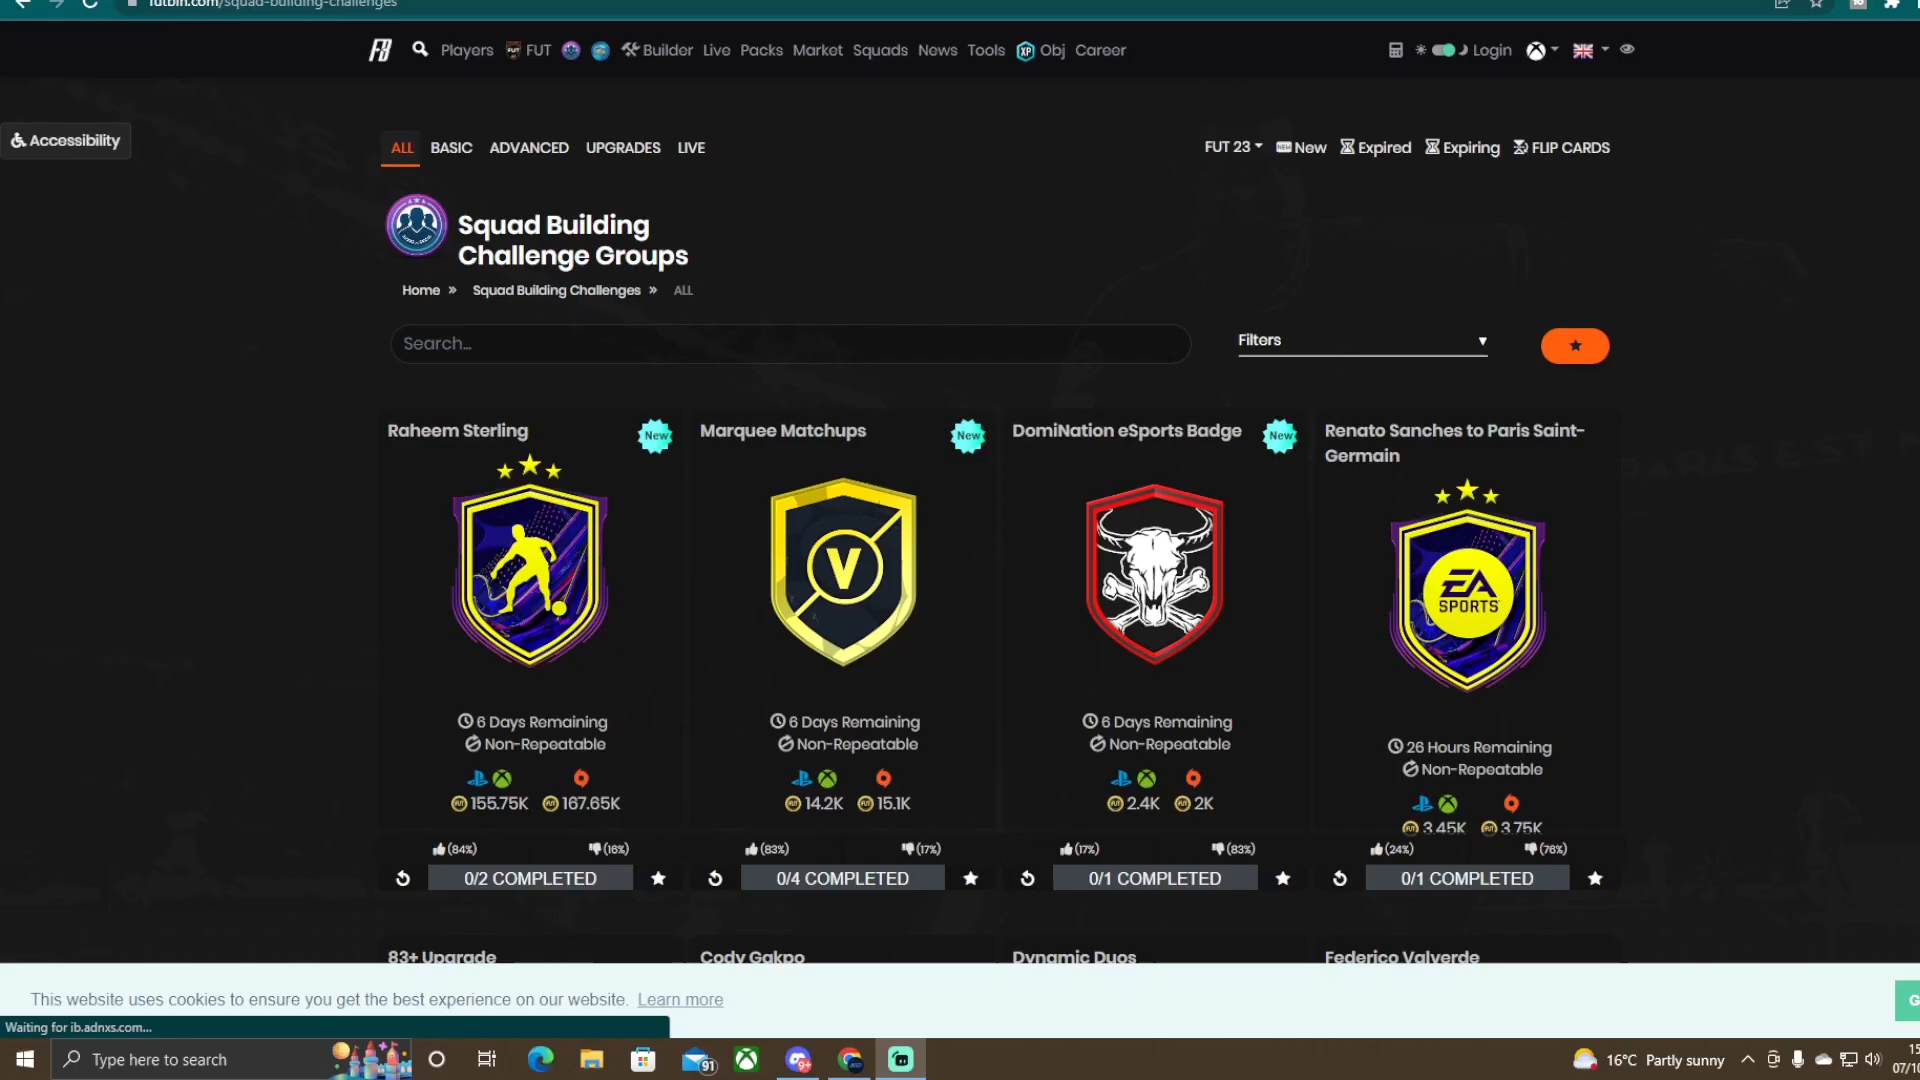 futbin.com/squad-building-challenges
Players FUT Builder Live Packs Market Squads News Tools XP Obj Career Login
Accessibility
ALL BASIC ADVANCED UPGRADES LIVE
FUT 23 NEW New Expired Expiring FLIP CARDS
Squad Building
Challenge Groups
Home » Squad Building Challenges » ALL
Search...
Filters
Raheem Sterling New
Marquee Matchups New
DomiNation eSports Badge New
Renato Sanches to Paris Saint-
Germain
V
EA
SPORTS
6 Days Remaining
Non-Repeatable
155.75K 167.65K
(84%) (16%)
0/2 COMPLETED
6 Days Remaining
Non-Repeatable
14.2K 15.1K
(83%) (17%)
0/4 COMPLETED
6 Days Remaining
Non-Repeatable
2.4K 2K
(17%) (83%)
0/1 COMPLETED
26 Hours Remaining
Non-Repeatable
3.45K 3.75K
(24%) (76%)
0/1 COMPLETED
83+ Upgrade
Cody Gakpo
Dynamic Duos
Federico Valverde
This website uses cookies to ensure you get the best experience on our website. Learn more
G
Waiting for ib.adnxs.com...
Type here to search
91
9+
16°C Partly sunny
15
07/10